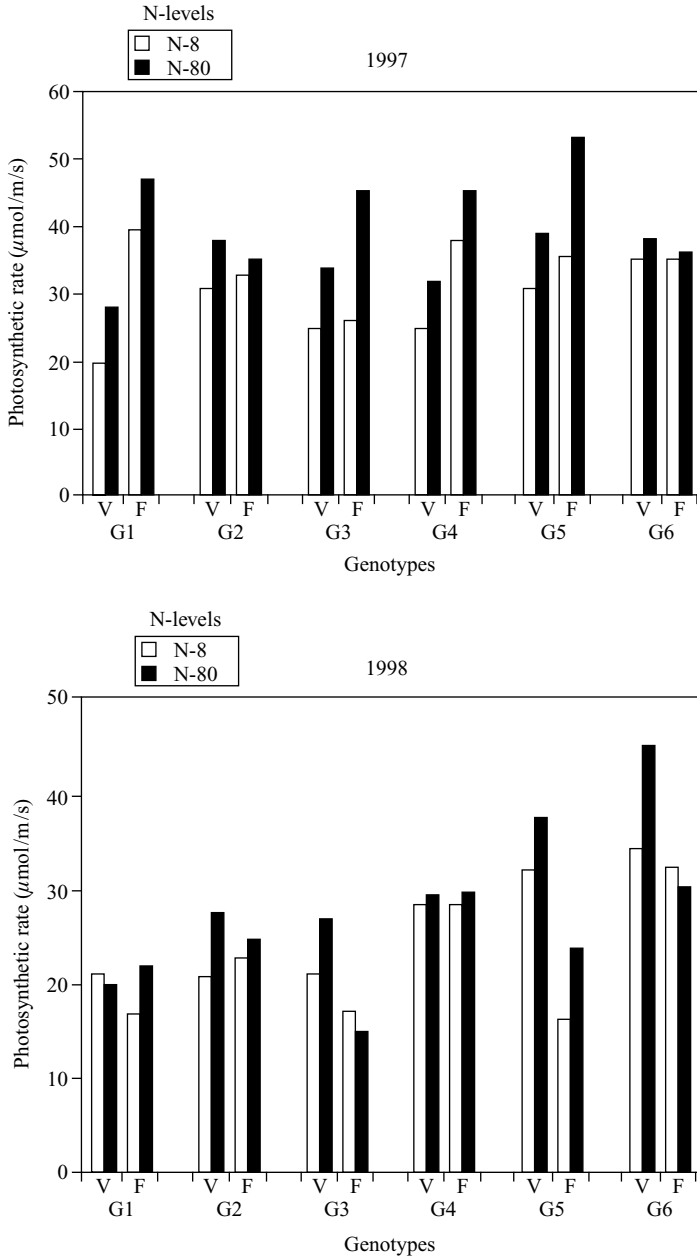 N-levels
N-8
N-80
1997
60
50
40
30
20
10
0
Photosynthetic rate (μmol/m/s)
V F V F V F V F V F V F
G1 G2 G3 G4 G5 G6
Genotypes
N-levels
N-8
N-80
1998
50
40
30
20
10
0
Photosynthetic rate (μmol/m/s)
V F V F V F V F V F V F
G1 G2 G3 G4 G5 G6
Genotypes